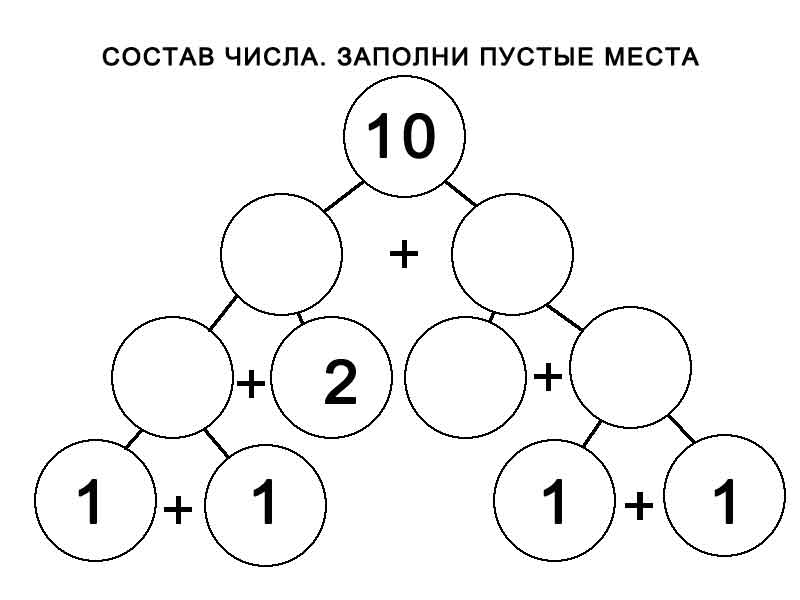 СОСТАВ ЧИСЛА. ЗАПОЛНИ ПУСТЫЕ МЕСТА
10
+
+ 2 +
1 + 1 1 + 1